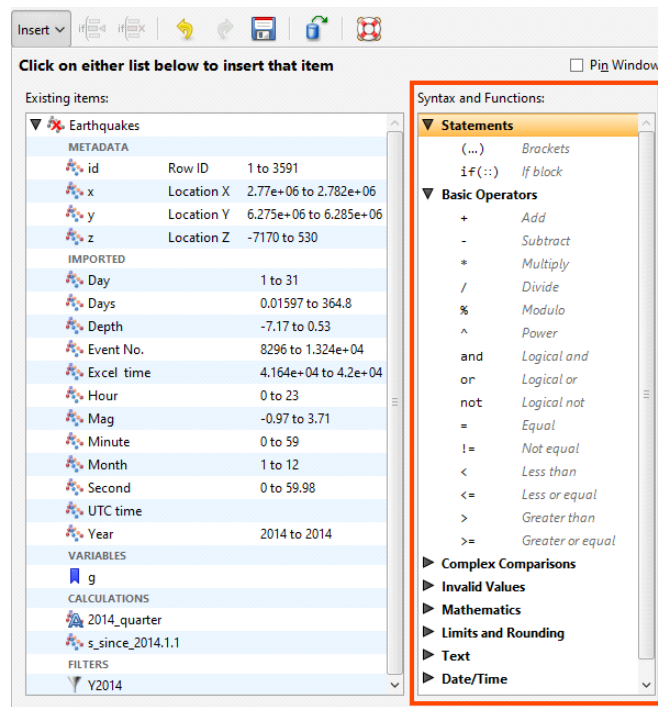 Insert
if
if
Click on either list below to insert that item
Pin Window
Existing items:
Earthquakes
METADATA
id Row ID 1 to 3591
x Location X 2.77e+06 to 2.782e+06
y Location Y 6.275e+06 to 6.285e+06
z Location Z -7170 to 530
IMPORTED
Day 1 to 31
Days 0.01597 to 364.8
Depth -7.17 to 0.53
Event No. 8296 to 1.324e+04
Excel time 4.164e+04 to 4.2e+04
Hour 0 to 23
Mag -0.97 to 3.71
Minute 0 to 59
Month 1 to 12
Second 0 to 59.98
UTC time
Year 2014 to 2014
VARIABLES
g
CALCULATIONS
2014_quarter
s_since_2014.1.1
FILTERS
Y2014
Syntax and Functions:
Statements
(...) Brackets
if(::) If block
Basic Operators
+ Add
- Subtract
* Multiply
/ Divide
% Modulo
^ Power
and Logical and
or Logical or
not Logical not
= Equal
!= Not equal
< Less than
<= Less or equal
> Greater than
>= Greater or equal
Complex Comparisons
Invalid Values
Mathematics
Limits and Rounding
Text
Date/Time